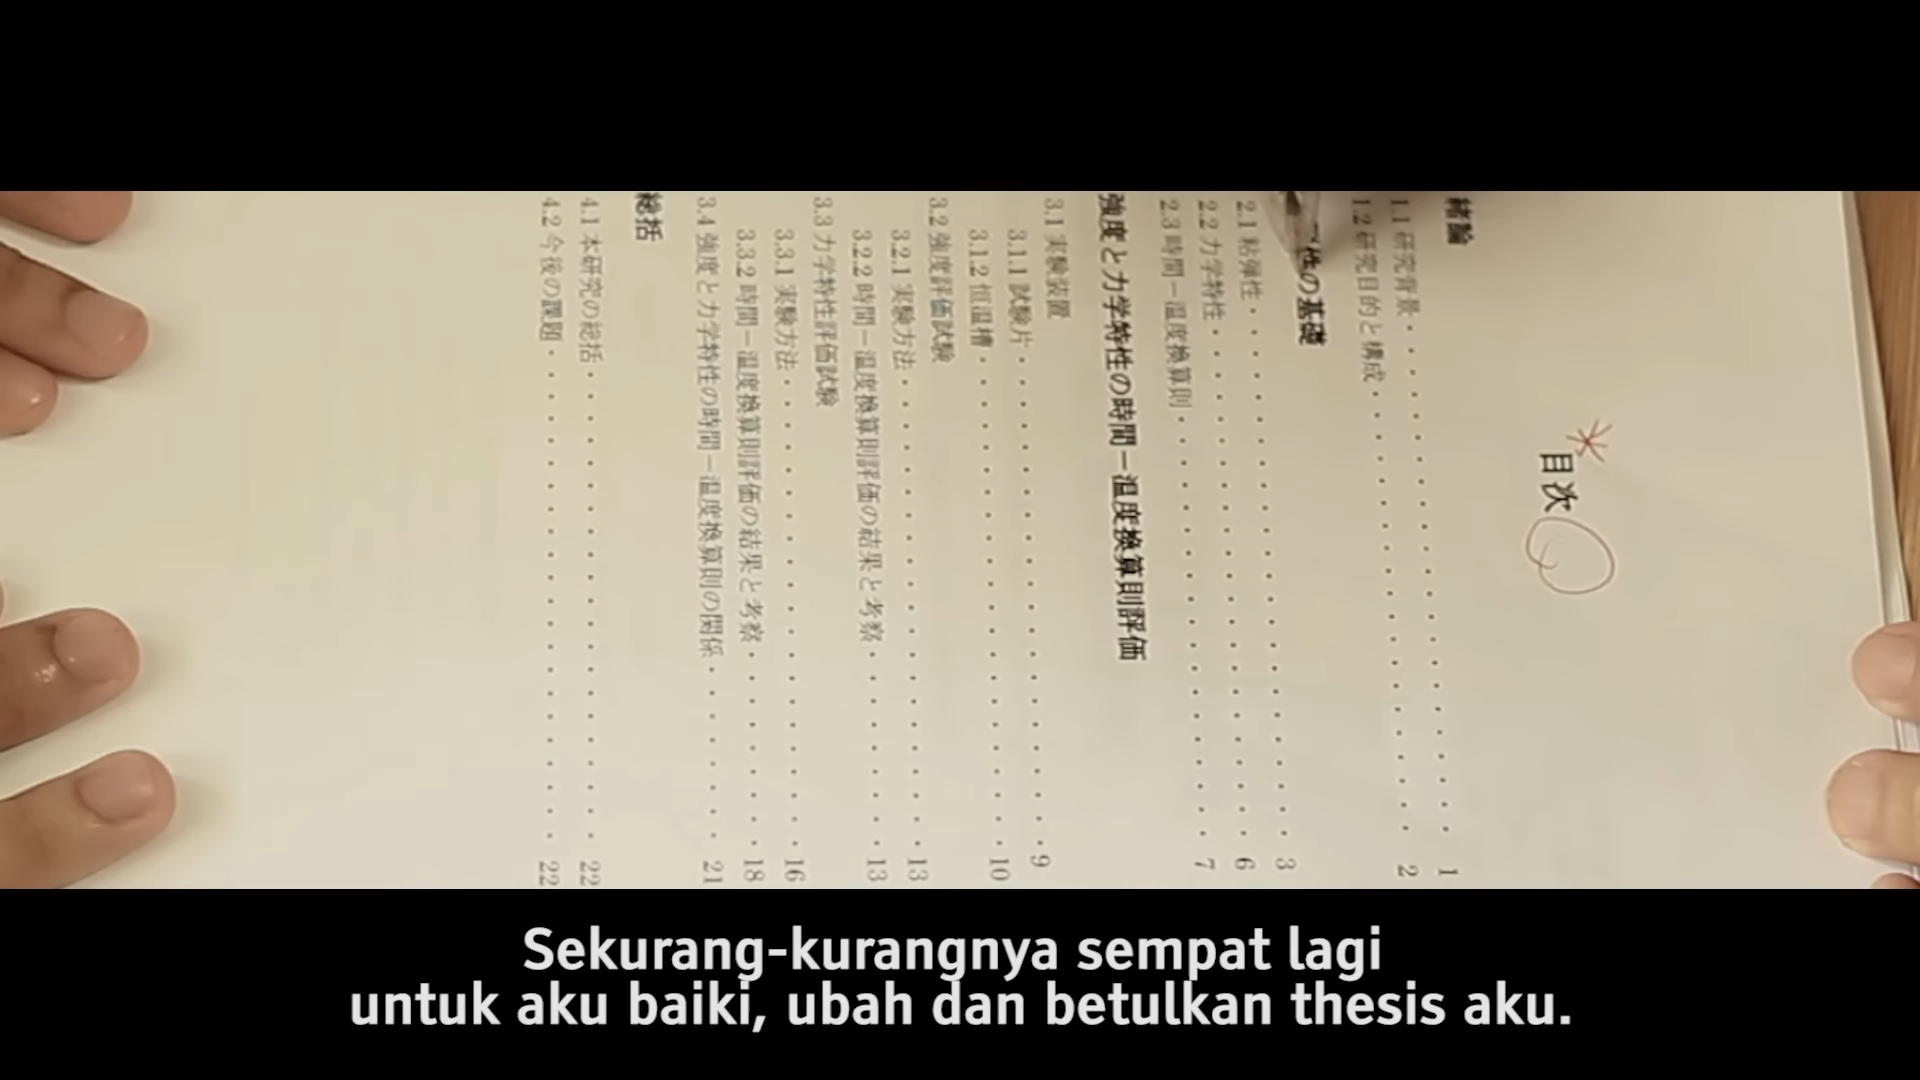 目次
緒論
1.1 研究背景 1
1.2 研究目的と構成 2
性の基礎
2.1 粘弾性 3
2.2 力学特性 6
2.3 時間－温度換算則 7
強度と力学特性の時間－温度換算則評価
3.1 実験装置
3.1.1 試験片 9
3.1.2 恒温槽 10
3.2 強度評価試験
3.2.1 実験方法 13
3.2.2 時間－温度換算則評価の結果と考察 13
3.3 力学特性評価試験
3.3.1 実験方法 16
3.3.2 時間－温度換算則評価の結果と考察 18
3.4 強度と力学特性の時間－温度換算則の関係 21
総括
4.1 本研究の総括 22
4.2 今後の課題 22
Sekurang-kurangnya sempat lagi
untuk aku baiki, ubah dan betulkan thesis aku.